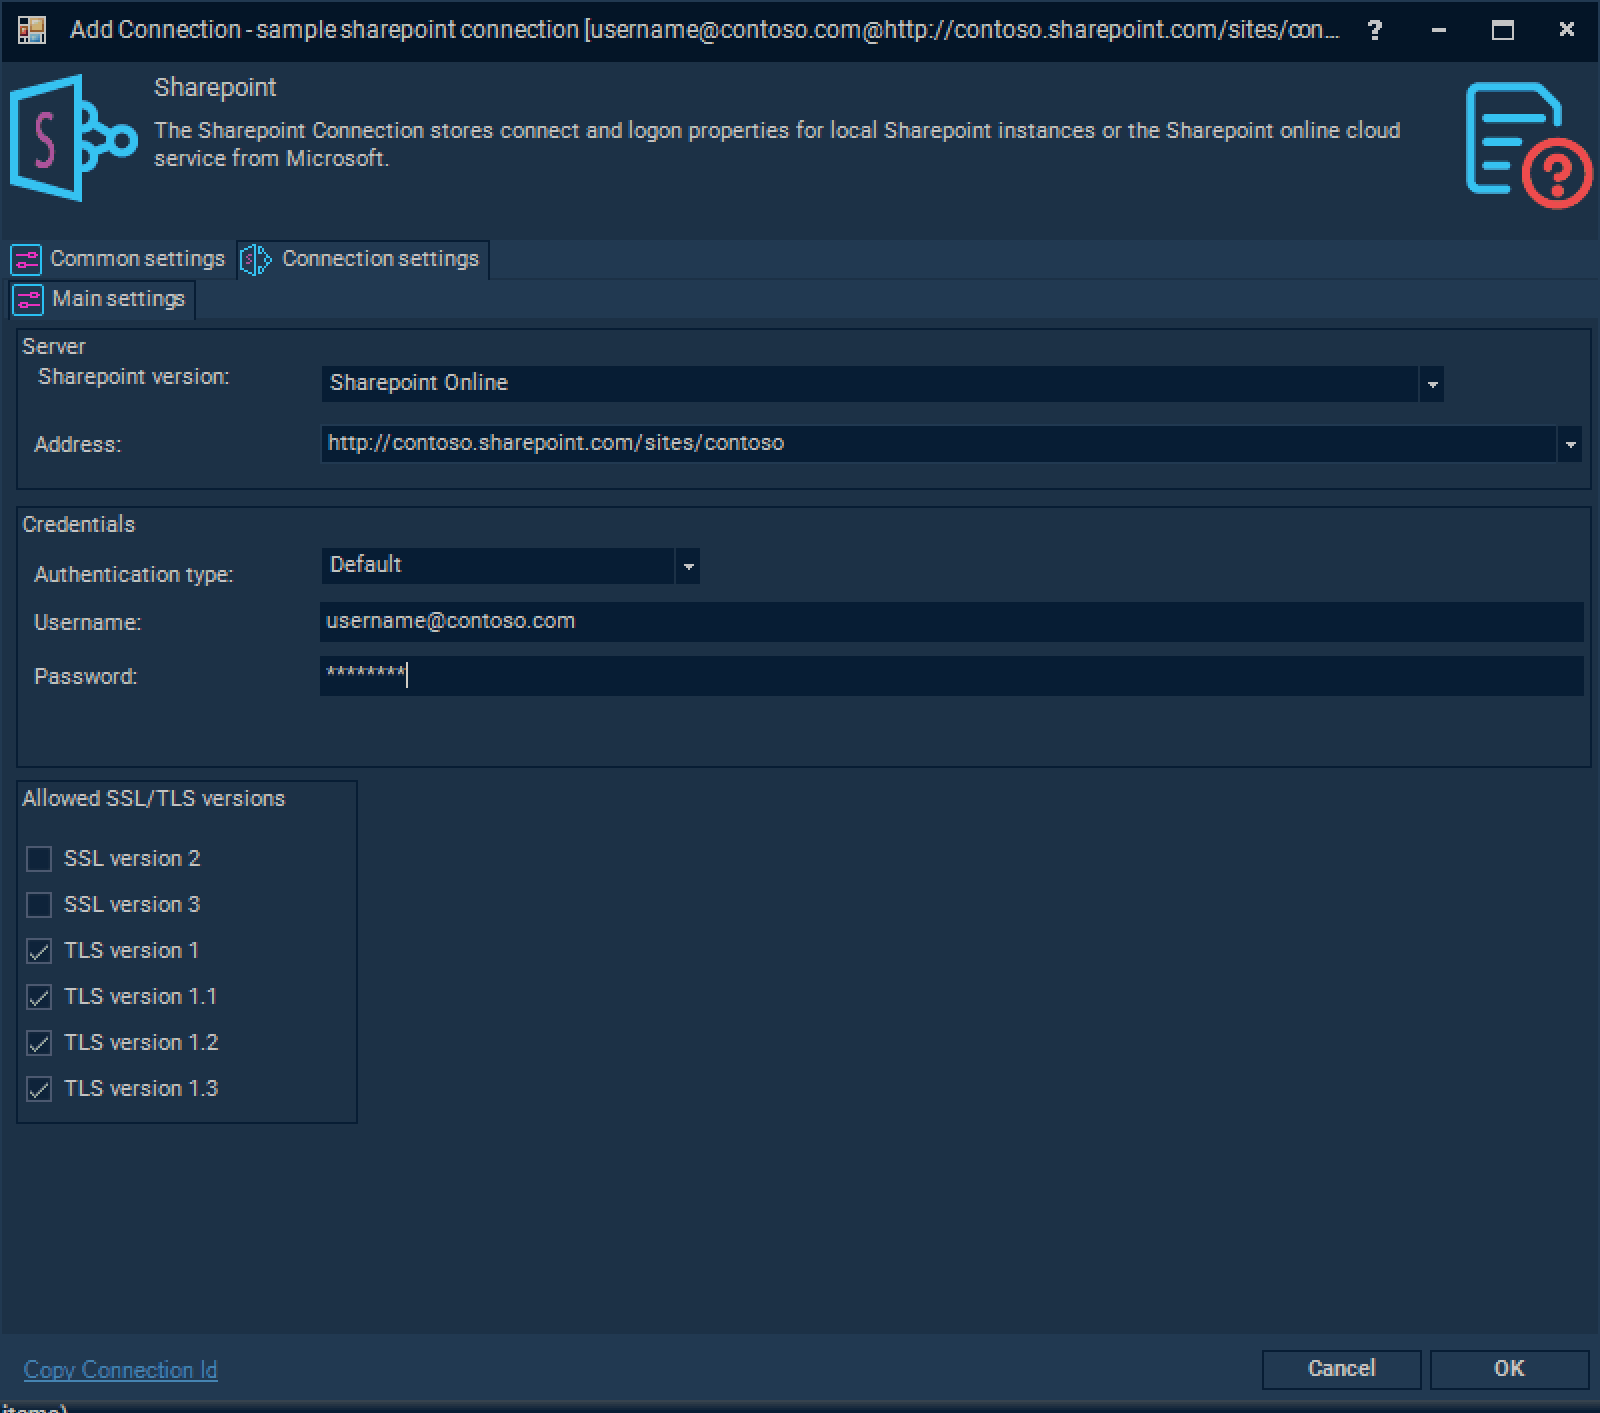 Add Connection - sample sharepoint connection [username@contoso.com@http://contoso.sharepoint.com/sites/con...
Sharepoint
The Sharepoint Connection stores connect and logon properties for local Sharepoint instances or the Sharepoint online cloud
service from Microsoft.
Common settings
Connection settings
Main settings
Server
Sharepoint version:
Sharepoint Online
Address:
http://contoso.sharepoint.com/sites/contoso
Credentials
Authentication type:
Default
Username:
username@contoso.com
Password:
********
Allowed SSL/TLS versions
SSL version 2
SSL version 3
TLS version 1
TLS version 1.1
TLS version 1.2
TLS version 1.3
Copy Connection Id
Cancel
OK